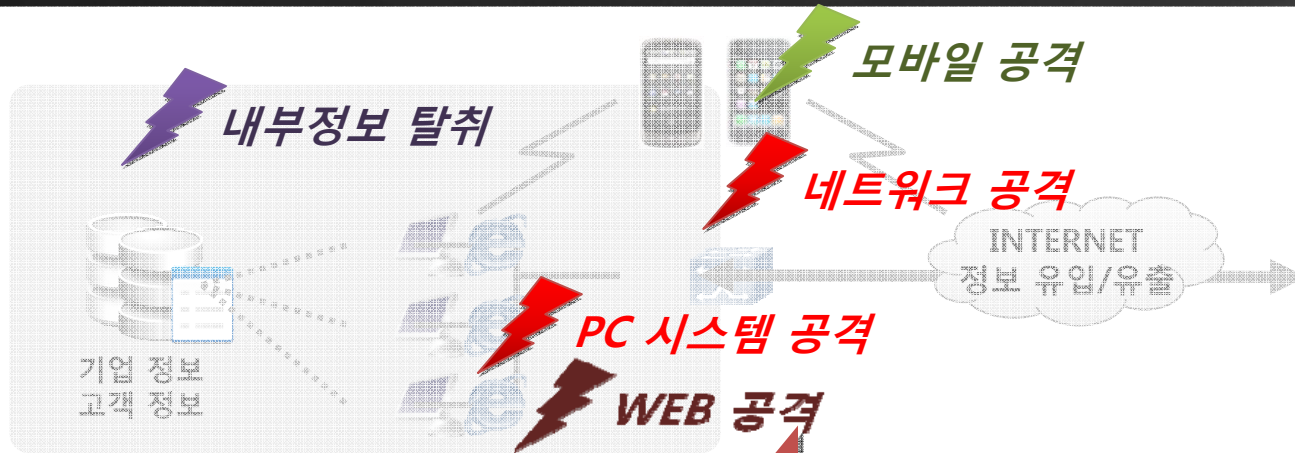 모바일 공격
내부정보 탈취
네트워크 공격
INTERNET
정보 유입/유출
PC 시스템 공격
기업 정보
고객 정보
WEB 공격